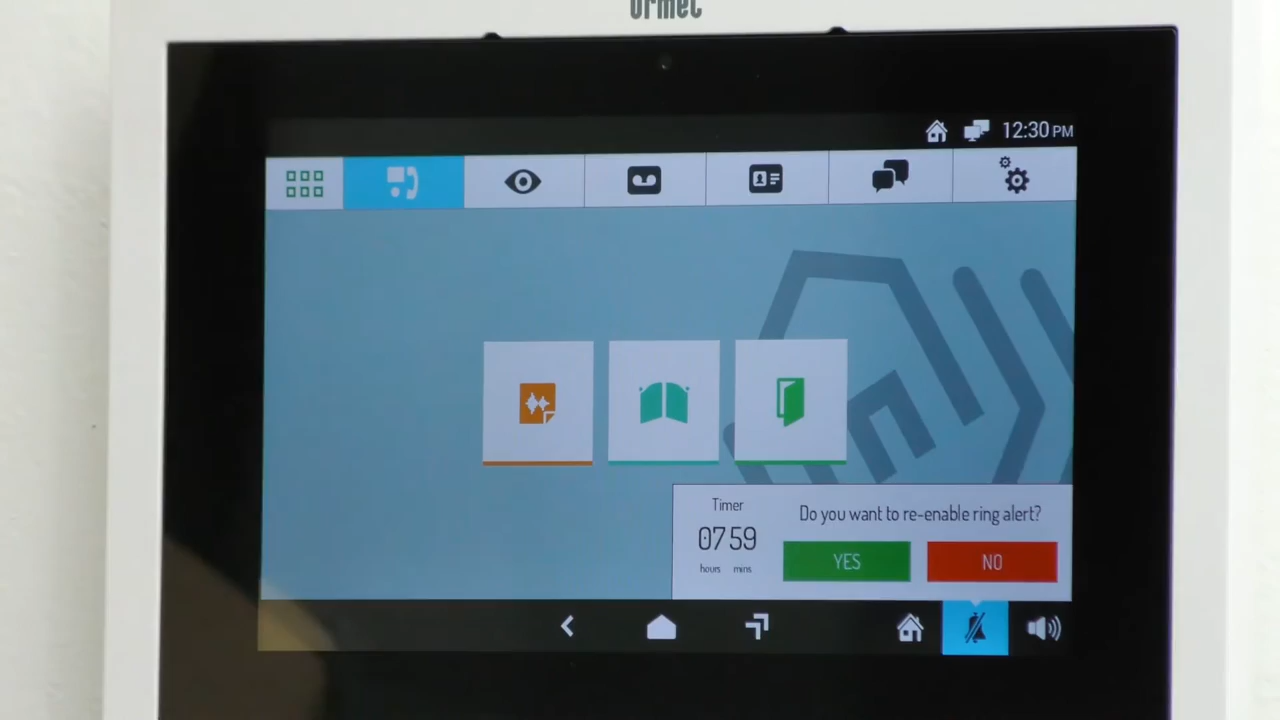 urmet
12:30 PM
Timer
07 59
hours mins
Do you want to re-enable ring alert?
YES
NO